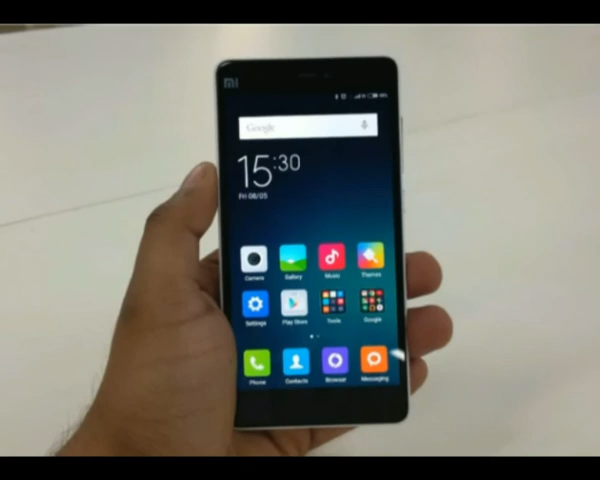 MI
Google
15:30
Fri 08/05
Camera Gallery Music Themes
Settings Play Store Tools Google
Phone Contacts Browser Messaging